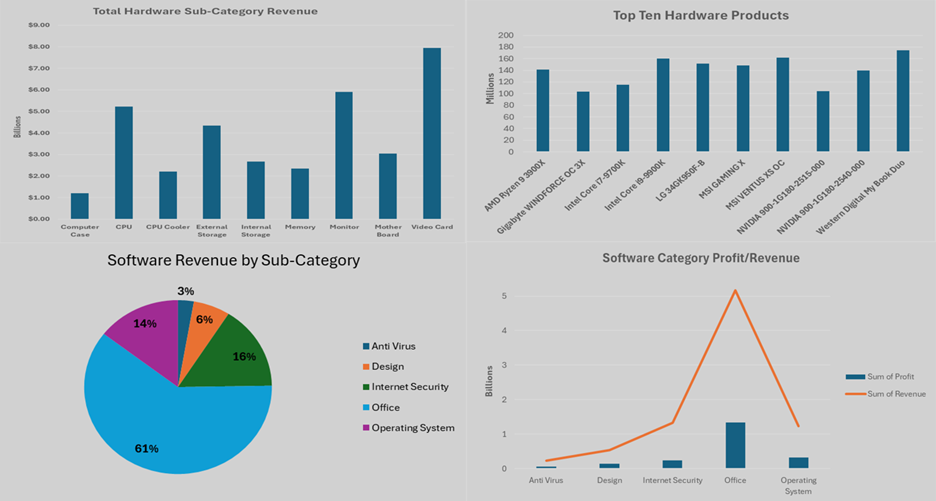 Total Hardware Sub-Category Revenue
$9.00
$8.00
$7.00
$6.00
$5.00
$4.00
$3.00
$2.00
$1.00
$0.00
Billions
Computer Case
CPU
CPU Cooler
External Storage
Internal Storage
Memory
Monitor
Mother Board
Video Card
Top Ten Hardware Products
200
180
160
140
120
100
80
60
40
20
0
Millions
AMD Ryzen 9 3900X
Gigabyte WINDFORCE OC 3X
Intel Core i7-9700K
Intel Core i9-9900K
LG 34GK950F-B
MSI GAMING X
MSI VENTUS XS OC
NVIDIA 900-1G180-2515-000
NVIDIA 900-1G180-2540-000
Western Digital My Book Duo
Software Revenue by Sub-Category
3%
6%
16%
61%
14%
Anti Virus
Design
Internet Security
Office
Operating System
Software Category Profit/Revenue
5
4
3
2
1
0
Billions
Anti Virus
Design
Internet Security
Office
Operating System
Sum of Profit
Sum of Revenue